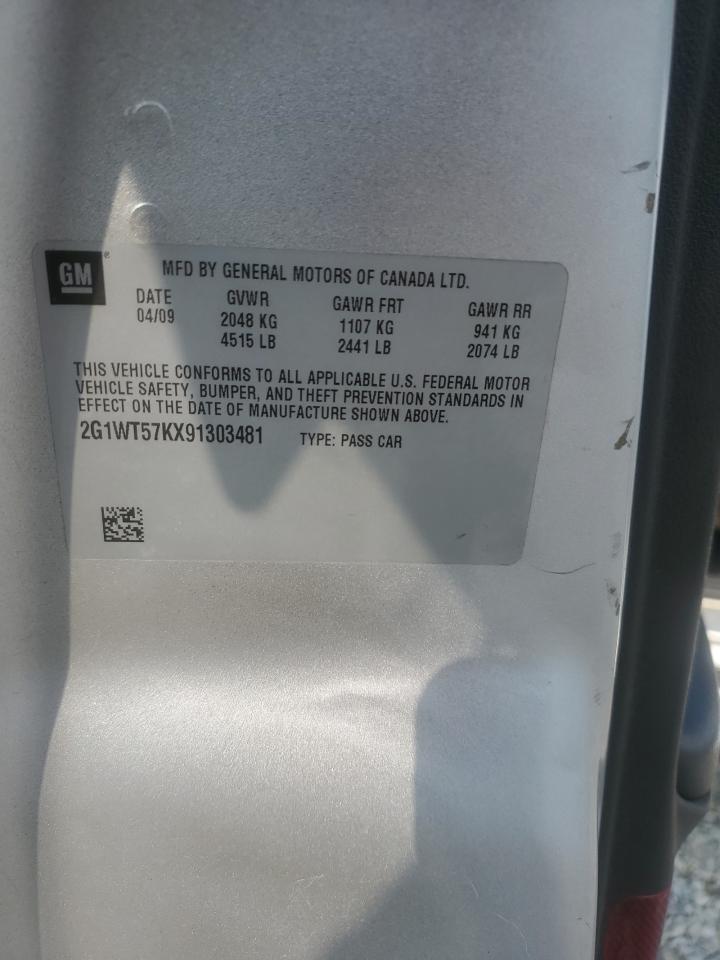 GM
MFD BY GENERAL MOTORS OF CANADA LTD.
DATE GVWR GAWR FRT GAWR RR
04/09 2048 KG 1107 KG 941 KG
4515 LB 2441 LB 2074 LB
THIS VEHICLE CONFORMS TO ALL APPLICABLE U.S. FEDERAL MOTOR
VEHICLE SAFETY, BUMPER, AND THEFT PREVENTION STANDARDS IN
EFFECT ON THE DATE OF MANUFACTURE SHOWN ABOVE.
2G1WT57KX91303481 TYPE: PASS CAR